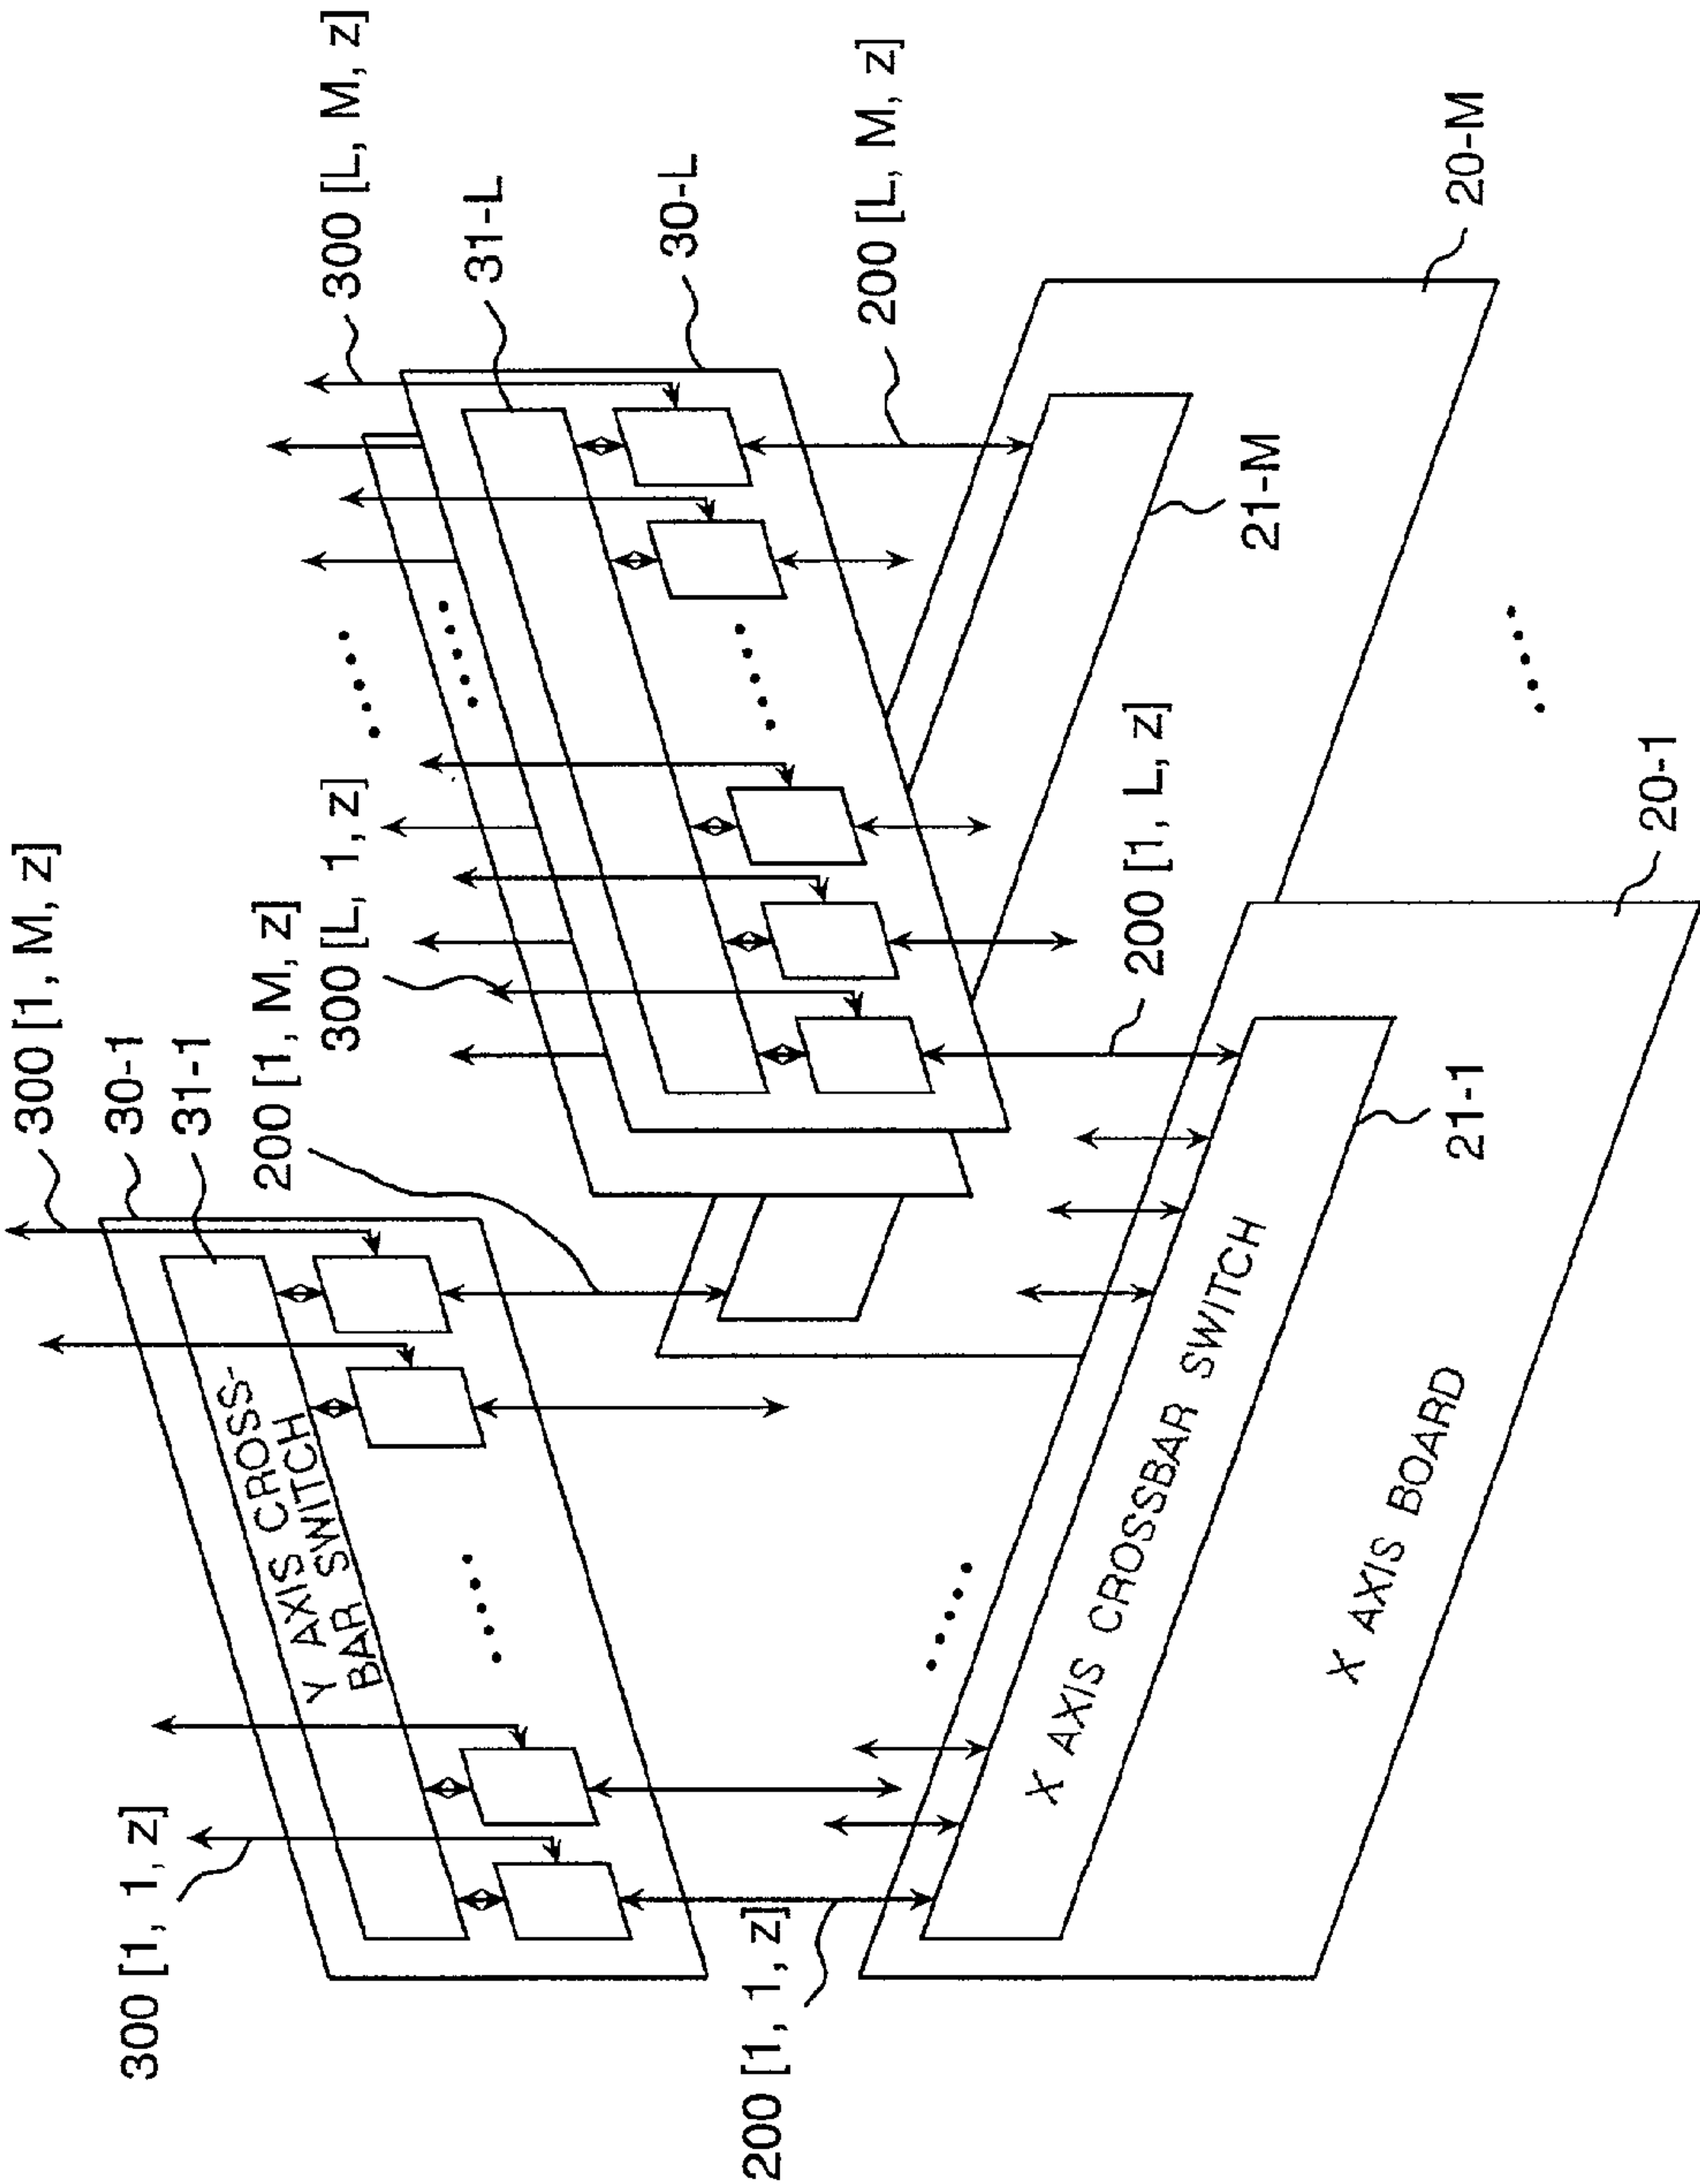 300 [1, M, z]
30-1
31-1
200 [1, M, z]
300 [L, 1, z]
300 [L, M, z]
31-L
30-L
200 [L, M, z]
300 [1, 1, z]
Y AXIS CROSS-
BAR SWITCH
200 [1, 1, z]
X AXIS CROSSBAR SWITCH
X AXIS BOARD
200 [1, L, z]
21-M
20-M
21-1
20-1